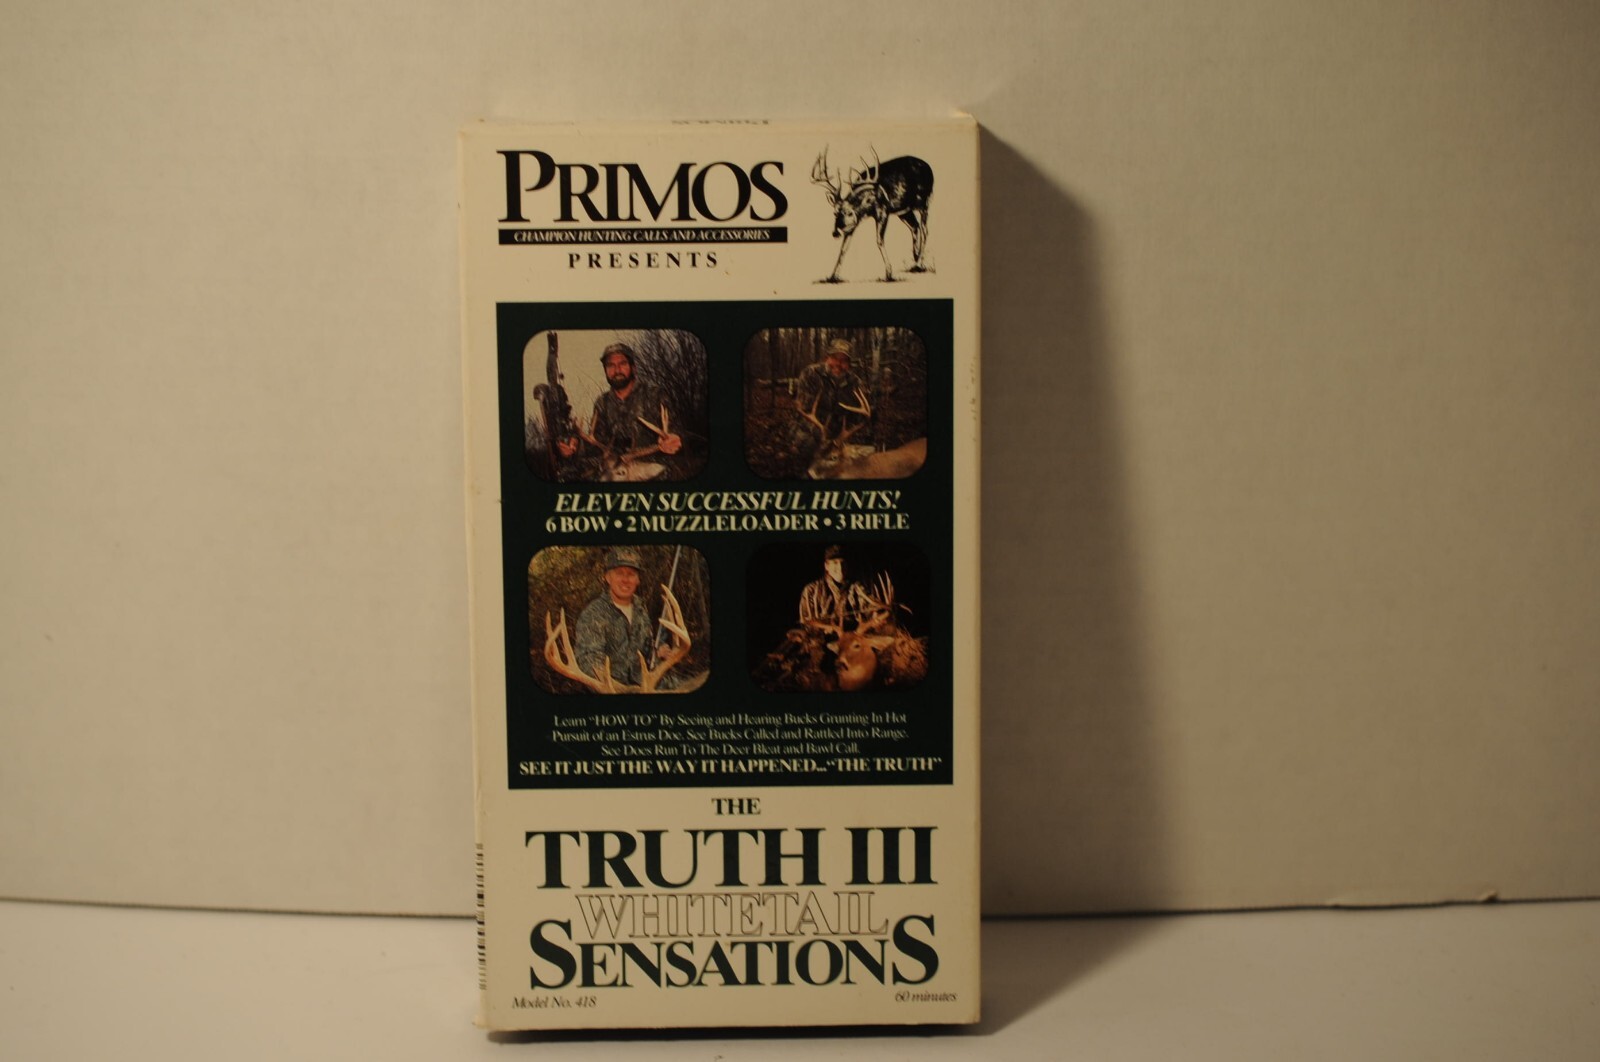 PRIMOS
PRIMOS
CHAMPION HUNTING CALLS AND ACCESSORIES
PRESENTS
ELEVEN SUCCESSFUL HUNTS!
6 BOW • 2 MUZZLELOADER • 3 RIFLE
Learn "HOW TO" By Seeing and Hearing Bucks Grunting In Hot
Pursuit of an Estrus Doe. See Bucks Called and Rattled Into Range.
See Does Run To The Deer Bleat and Bawl Call.
SEE IT JUST THE WAY IT HAPPENED..."THE TRUTH"
THE
TRUTH III
WHITETAIL
SENSATIONS
Model No. 418
60 minutes